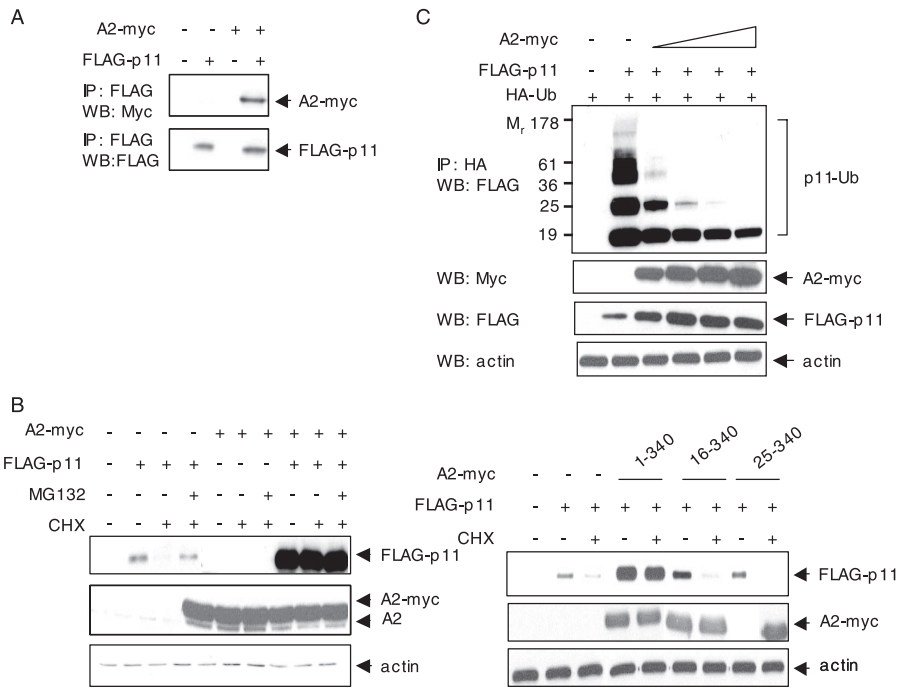 A
A2-myc - - + +
FLAG-p11 - + - +
IP: FLAG
WB: Myc
A2-myc
IP: FLAG
WB:FLAG
FLAG-p11
C
A2-myc - -
FLAG-p11 - + + + + +
HA-Ub + + + + + +
Mr 178
61
36
25
19
IP: HA
WB: FLAG
p11-Ub
WB: Myc
A2-myc
WB: FLAG
FLAG-p11
WB: actin
actin
B
A2-myc - - - - + + + + + +
FLAG-p11 - + + + - - - + + +
MG132 - - - + - - + - - +
CHX - - + + - + + - + +
FLAG-p11
A2-myc
A2
actin
1-340 16-340 25-340
A2-myc - - -
FLAG-p11 - + + + + + + + +
CHX - - + - + - + - +
FLAG-p11
A2-myc
actin